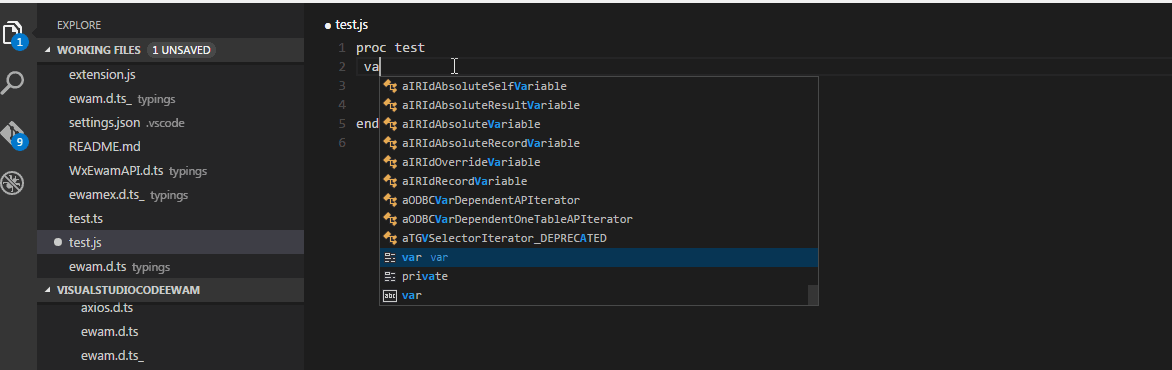 EXPLORE
WORKING FILES 1 UNSAVED
extension.js
ewam.d.ts_ typings
settings.json .vscode
README.md
WxEwamAPI.d.ts typings
ewamex.d.ts_ typings
test.ts
test.js
ewam.d.ts typings
VISUALSTUDIOCODEEWAM
axios.d.ts
ewam.d.ts
ewam.d.ts_
1
9
test.js
1 proc test
2 va
3
4
5 end
6
aIRIdAbsoluteSelfVariable
aIRIdAbsoluteResultVariable
aIRIdAbsoluteVariable
aIRIdAbsoluteRecordVariable
aIRIdOverrideVariable
aIRIdRecordVariable
aODBCVarDependentAPIterator
aODBCVarDependentOneTableAPIterator
aTGVSelectorIterator_DEPRECATED
var var
private
abc var